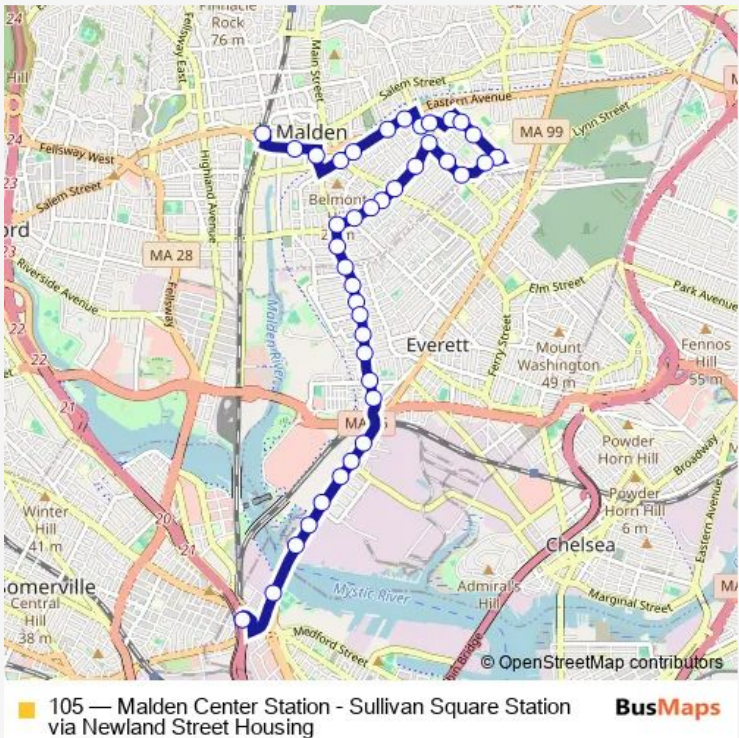 24
Pinnacle
Rock
76 m
Fellsway East
Main Street
Salem Street
Eastern Avenue
Hill
MA 99
Lynn Street
Malden
24
Fellsway West
Highland Avenue
23
Salem Street
Belmont
ord
23
MA 28
Riverside Avenue
Fellsway
Malden River
Elm Street
Park Avenue
22
22
Everett
Ferry Street
Mount
Washington
49 m
Fennos
Hill
55 m
21
MA
Powder
Horn Hill
Broadway
Winter
Hill
41 m
20
21
Powder
Horn Hill
6 m
Eastern Avenue
Chelsea
Somerville
Central
Hill
38 m
Mystic River
Admiral's
Hill
Marginal Street
MA
Medford Street
© OpenStreetMap contributors
105 — Malden Center Station - Sullivan Square Station
via Newland Street Housing
BusMaps